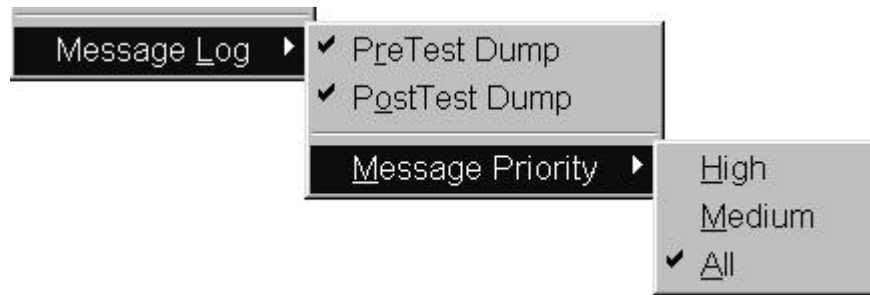 Message Log
PreTest Dump
PostTest Dump
Message Priority
High
Medium
All